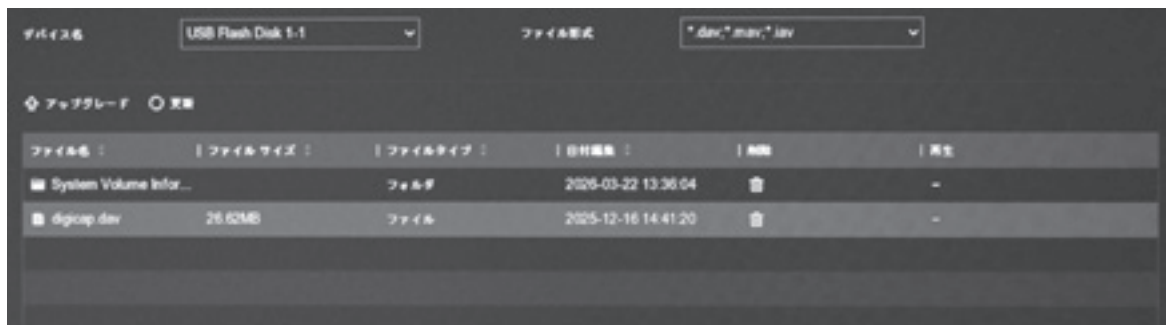 デバイス名 USB Flash Disk 1-1 ファイル形式 *.dav;*.mav;*.iav
アップグレード 更新
ファイル名 | ファイル サイズ | ファイルタイプ | 日付編集 | 削除 | 再生
System Volume Infor... フォルダ 2026-03-22 13:36:04 –
digicap.dav 26.62MB ファイル 2025-12-16 14:41:20 –